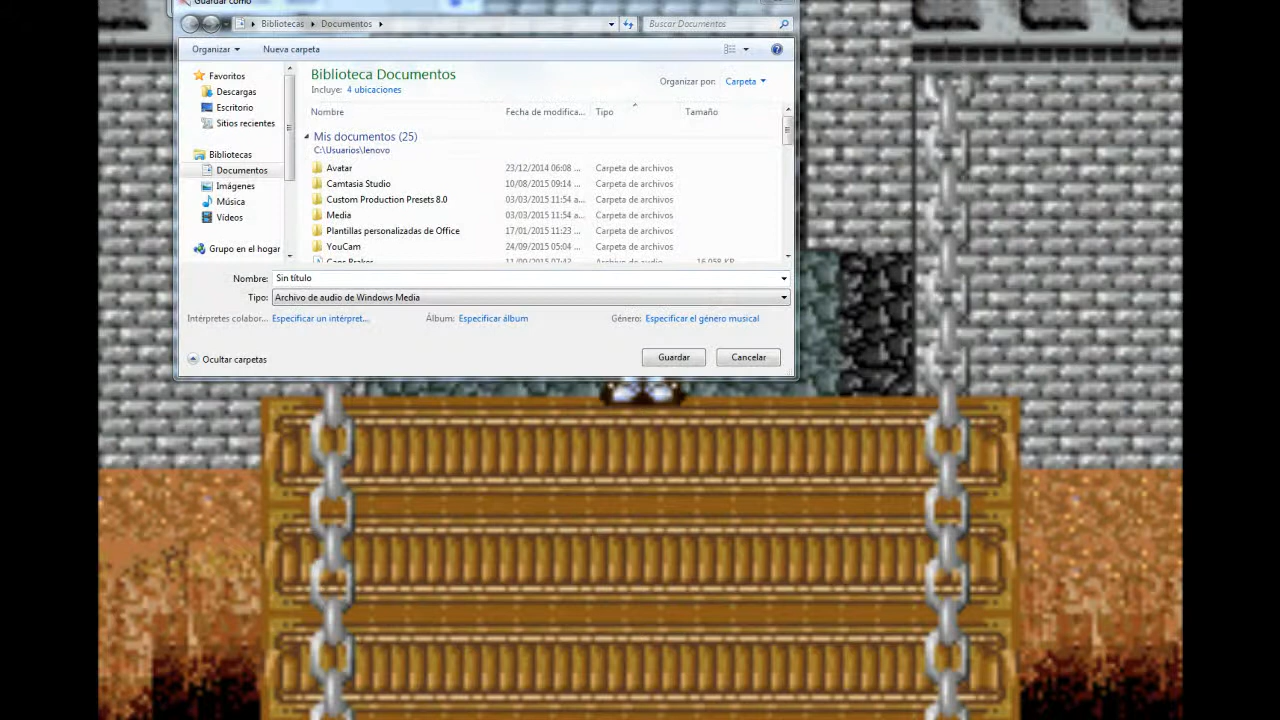 Guardar como
Bibliotecas Documentos
Buscar Documentos
Organizar Nueva carpeta
Favoritos
Descargas
Escritorio
Sitios recientes
Bibliotecas
Documentos
Imágenes
Música
Vídeos
Grupo en el hogar
Biblioteca Documentos
Incluye: 4 ubicaciones
Organizar por: Carpeta
Nombre Fecha de modifica... Tipo Tamaño
Mis documentos (25)
C:\Usuarios\lenovo
Avatar 23/12/2014 06:08 ... Carpeta de archivos
Camtasia Studio 10/08/2015 09:14 ... Carpeta de archivos
Custom Production Presets 8.0 03/03/2015 11:54 a... Carpeta de archivos
Media 03/03/2015 11:54 a... Carpeta de archivos
Plantillas personalizadas de Office 17/01/2015 11:23 ... Carpeta de archivos
YouCam 24/09/2015 05:04 ... Carpeta de archivos
Archivo de audio
Nombre: Sin título
Tipo: Archivo de audio de Windows Media
Intérpretes colabor... Especificar un intérpret... Álbum: Especificar álbum Género: Especificar el género musical
Ocultar carpetas Guardar Cancelar